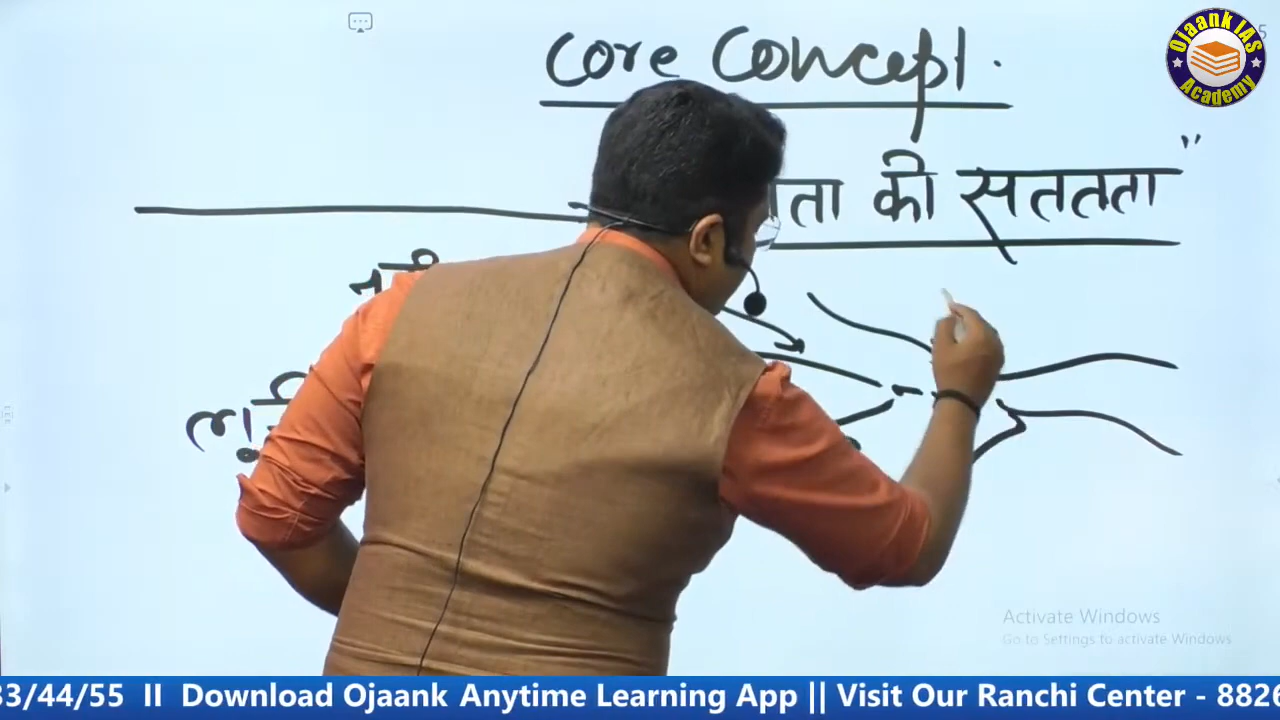 Core Concept.
ता की सततता"
Ojaank IAS
Academy
Activate Windows
Go to Settings to activate Windows
33/44/55 II Download Ojaank Anytime Learning App || Visit Our Ranchi Center - 8826